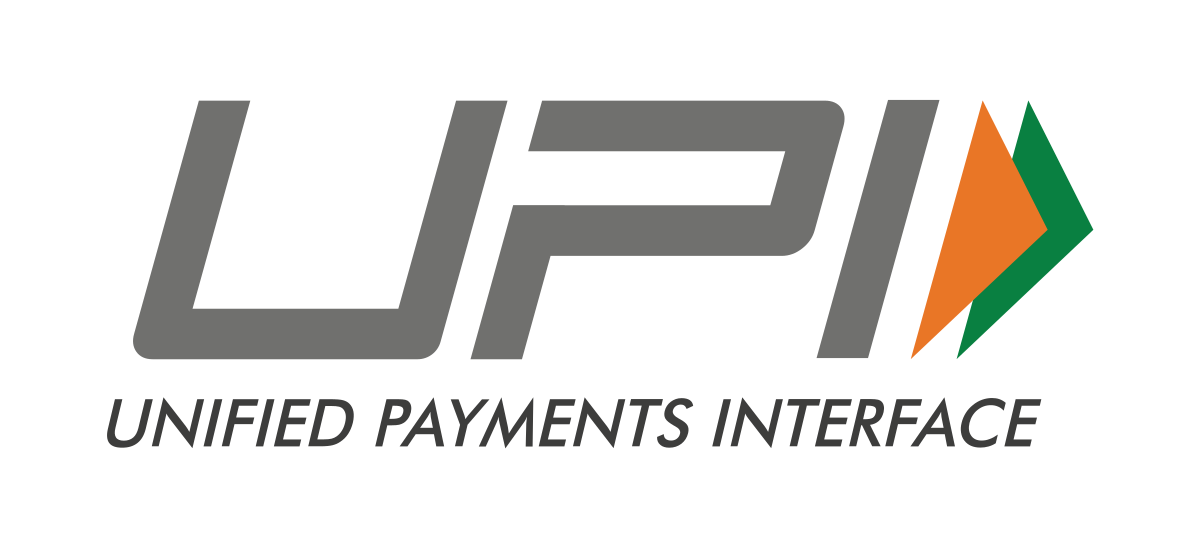 UPI
UNIFIED PAYMENTS INTERFACE